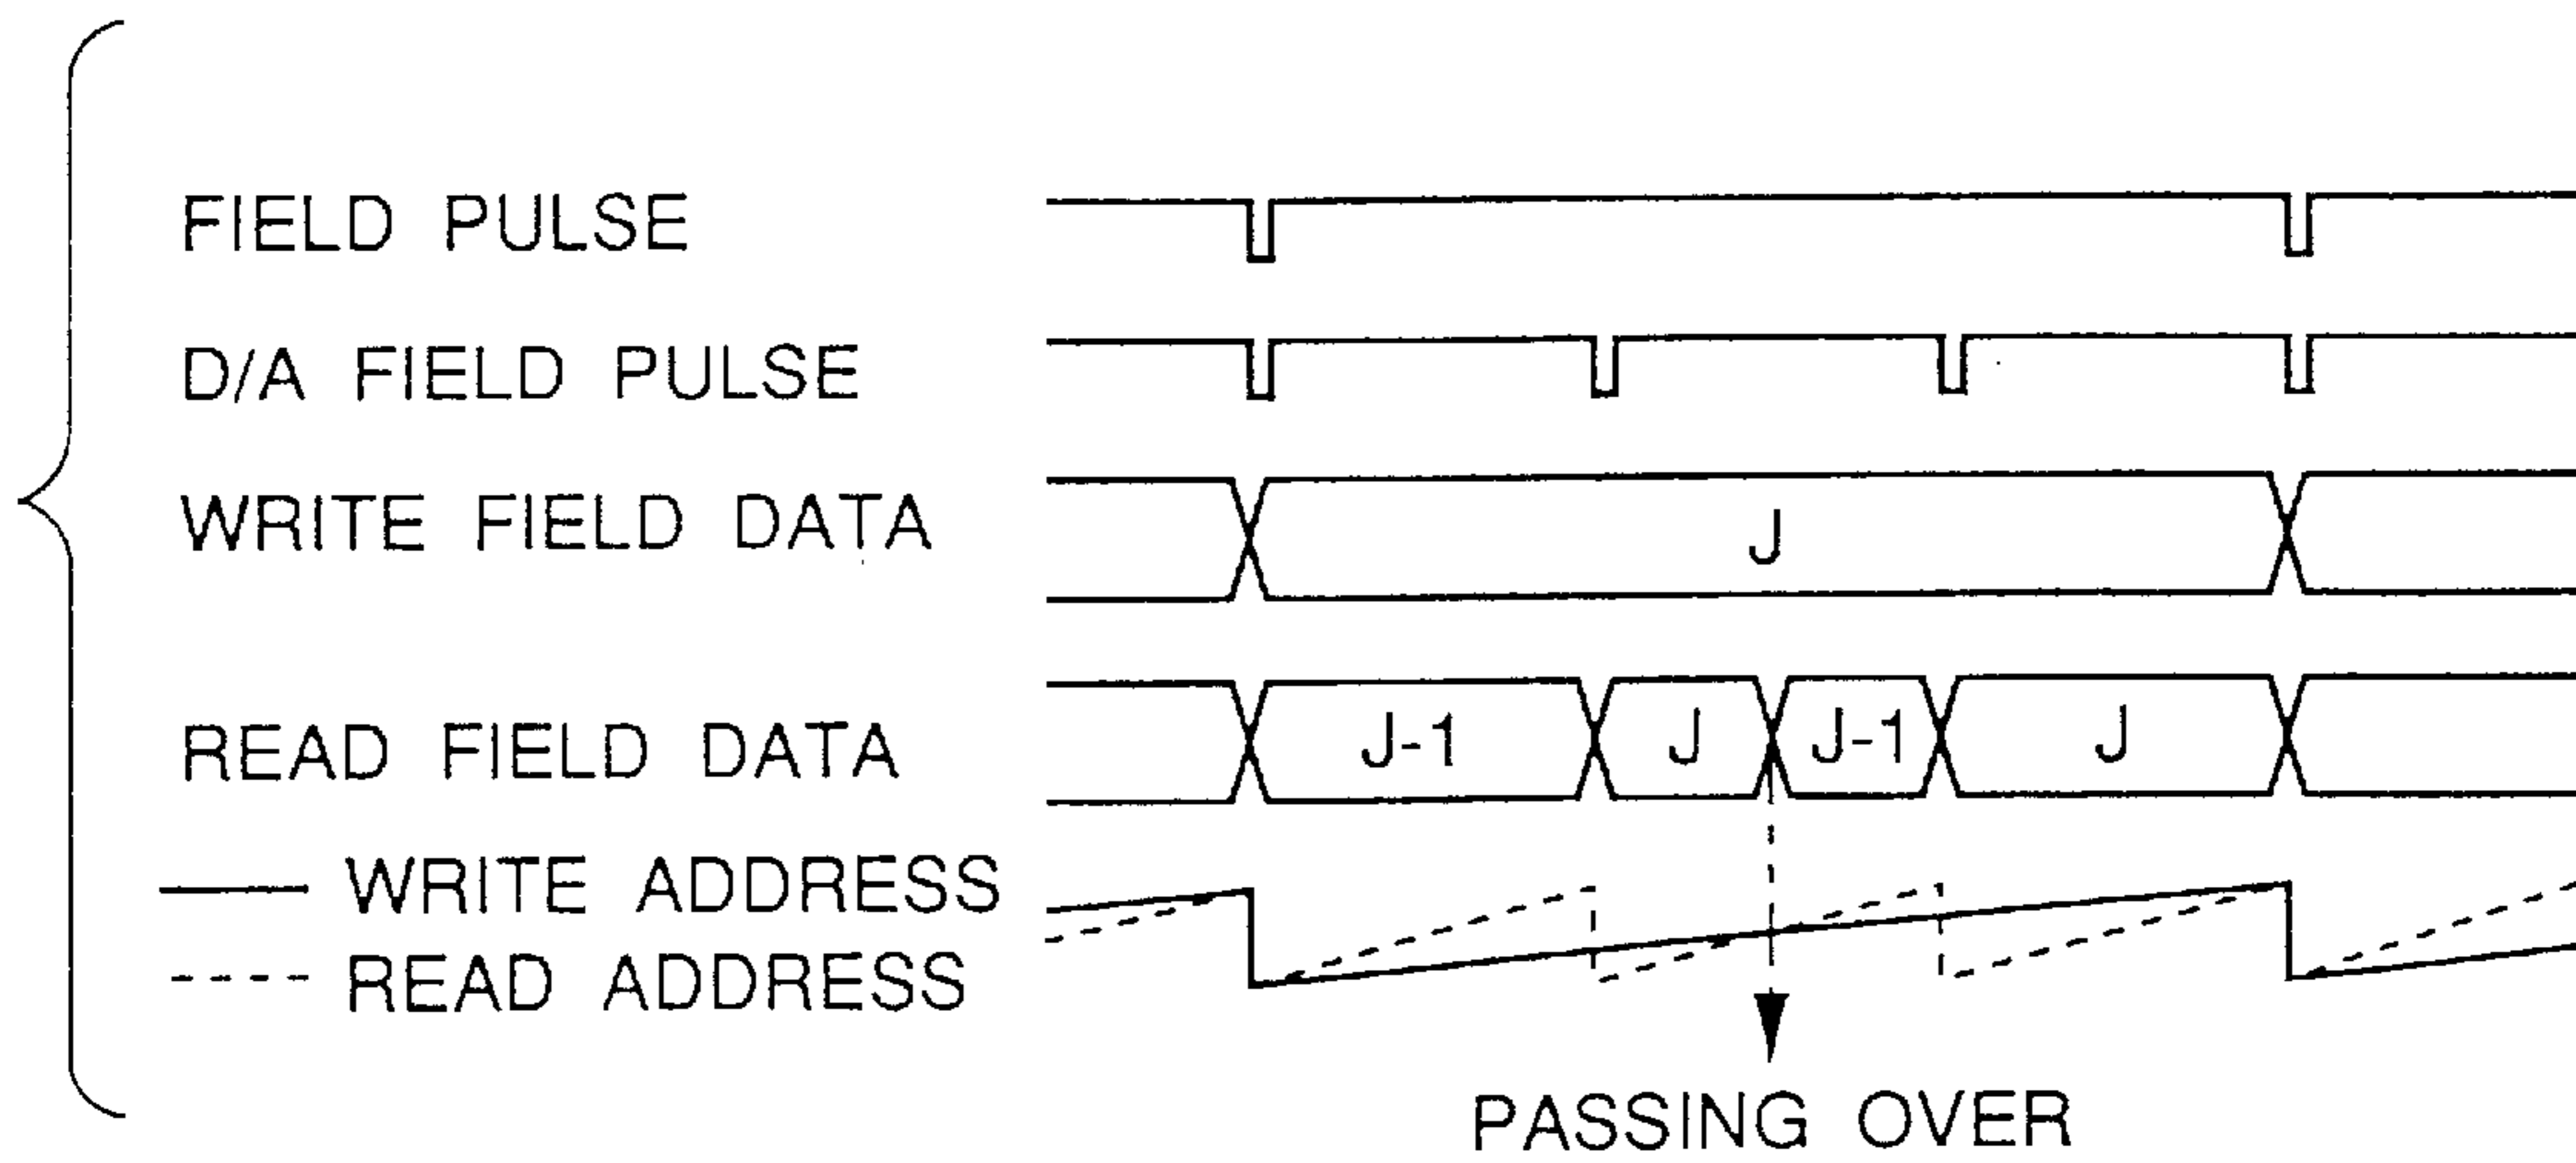 FIELD PULSE
D/A FIELD PULSE
WRITE FIELD DATA
J
READ FIELD DATA
J-1 J J-1 J
WRITE ADDRESS
READ ADDRESS
PASSING OVER